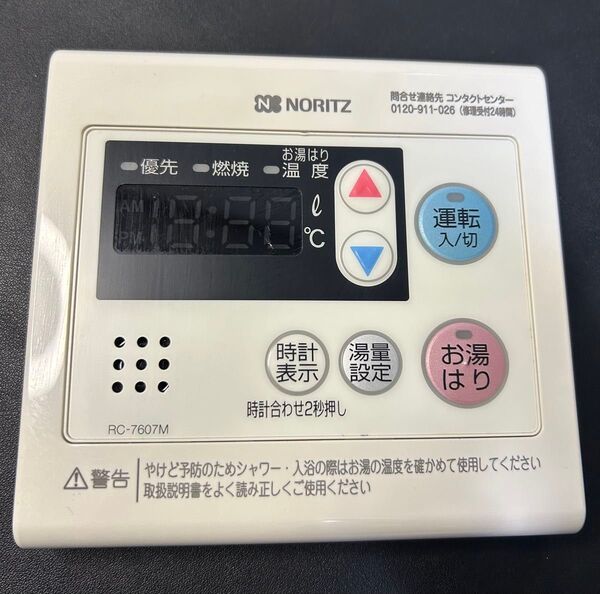 NORITZ
問合せ連絡先 コンタクトセンター
0120-911-026 (修理受付24時間)
優先 燃焼 お湯はり温度
AM
PM
ℓ
℃
運転
入/切
時計
表示
湯量
設定
お湯
はり
時計合わせ2秒押し
RC-7607M
警告
やけど予防のためシャワー・入浴の際はお湯の温度を確かめて使用してください
取扱説明書をよく読み正しくご使用ください